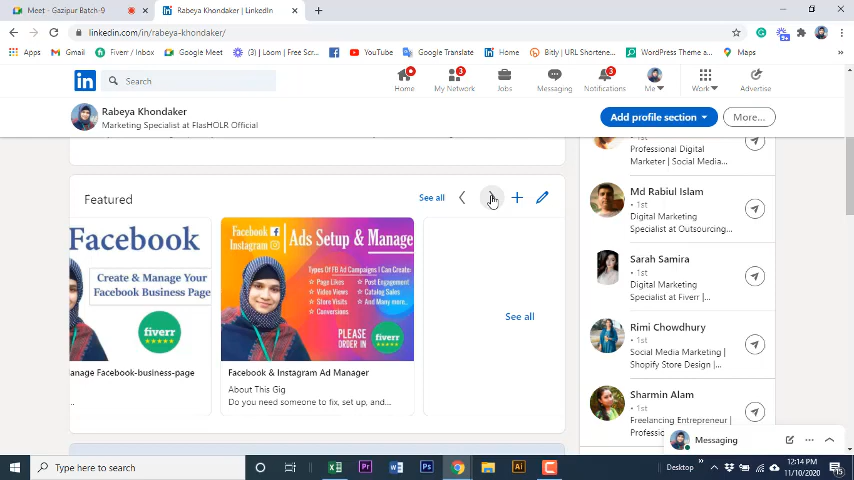 Meet - Gazipur Batch-9
Rabeya Khondaker | LinkedIn
linkedin.com/in/rabeya-khondaker/
Apps
Gmail
Fiverr / Inbox
Google Meet
(3) | Loom | Free Scr...
YouTube
Google Translate
Home
Bitly | URL Shortene...
WordPress Theme a...
Maps
in
Search
Home
3
My Network
Jobs
Messaging
3
Notifications
Me
Work
Advertise
Rabeya Khondaker
Marketing Specialist at FlasHOLR Official
Add profile section
More...
Featured
See all
Facebook
Create & Manage Your
Facebook Business Page
fiverr
anage Facebook-business-page
...
Facebook
Instagram
Ads Setup & Manage
Types Of FB Ad Campaigns I Can Create:
Page Likes
Post Engagement
Video Views
Catalog Sales
Store Visits
And Many more..
Conversions
PLEASE
ORDER IN
fiverr
Facebook & Instagram Ad Manager
About This Gig
Do you need someone to fix, set up, and...
See all
• 1st
Professional Digital
Marketer | Social Media...
Md Rabiul Islam
• 1st
Digital Marketing
Specialist at Outsourcing...
Sarah Samira
• 1st
Digital Marketing
Specialist at Fiverr |...
Rimi Chowdhury
• 1st
Social Media Marketing |
Shopify Store Design |...
Sharmin Alam
• 1st
Freelancing Entrepreneur |
Messaging
Type here to search
Desktop
12:14 PM
11/10/2020
15